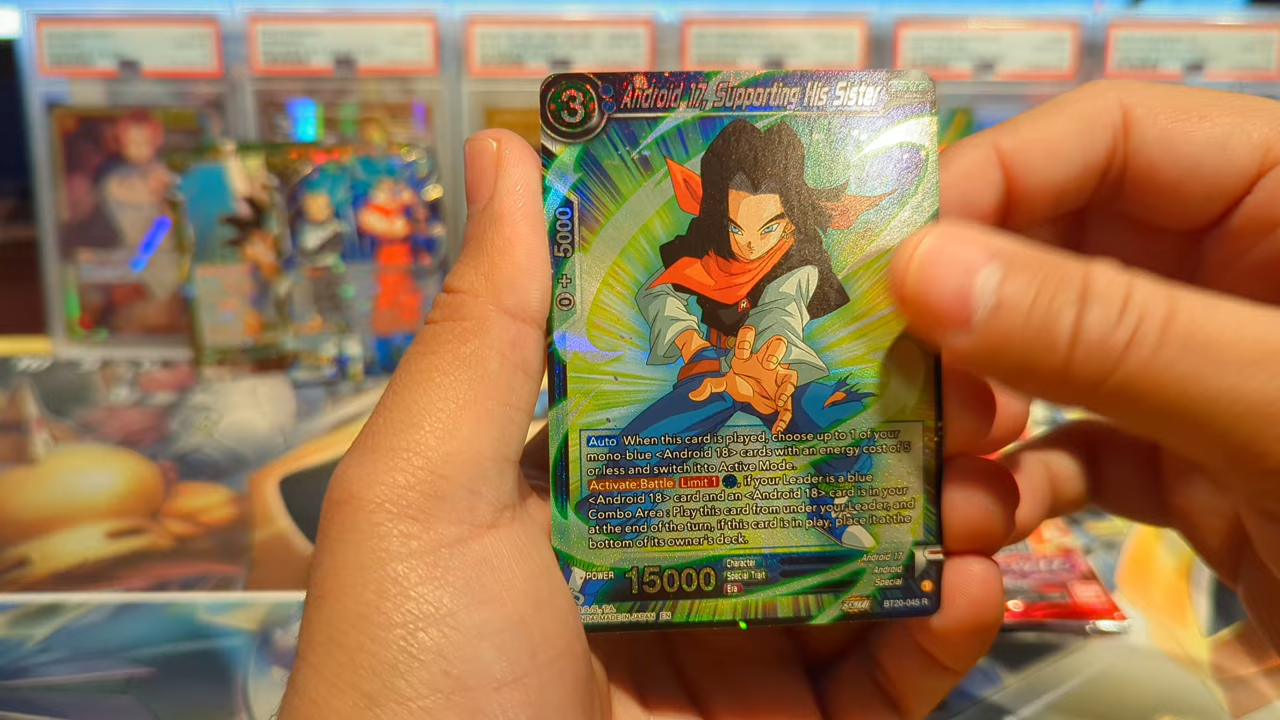 3
Android 17, Supporting His Sister
BATTLE
0 + 5000
R
Auto When this card is played, choose up to 1 of your
mono-blue <Android 18> cards with an energy cost of 5
or less and switch it to Active Mode.
Activate:Battle Limit 1 , if your Leader is a blue
<Android 18> card and an <Android 18> card is in your
Combo Area : Play this card from under your Leader, and
at the end of the turn, if this card is in play, place it at the
bottom of its owner's deck.
POWER 15000
Character Android 17
Special Trait Android
Era Special
MADE IN JAPAN EN
BT20-045 R